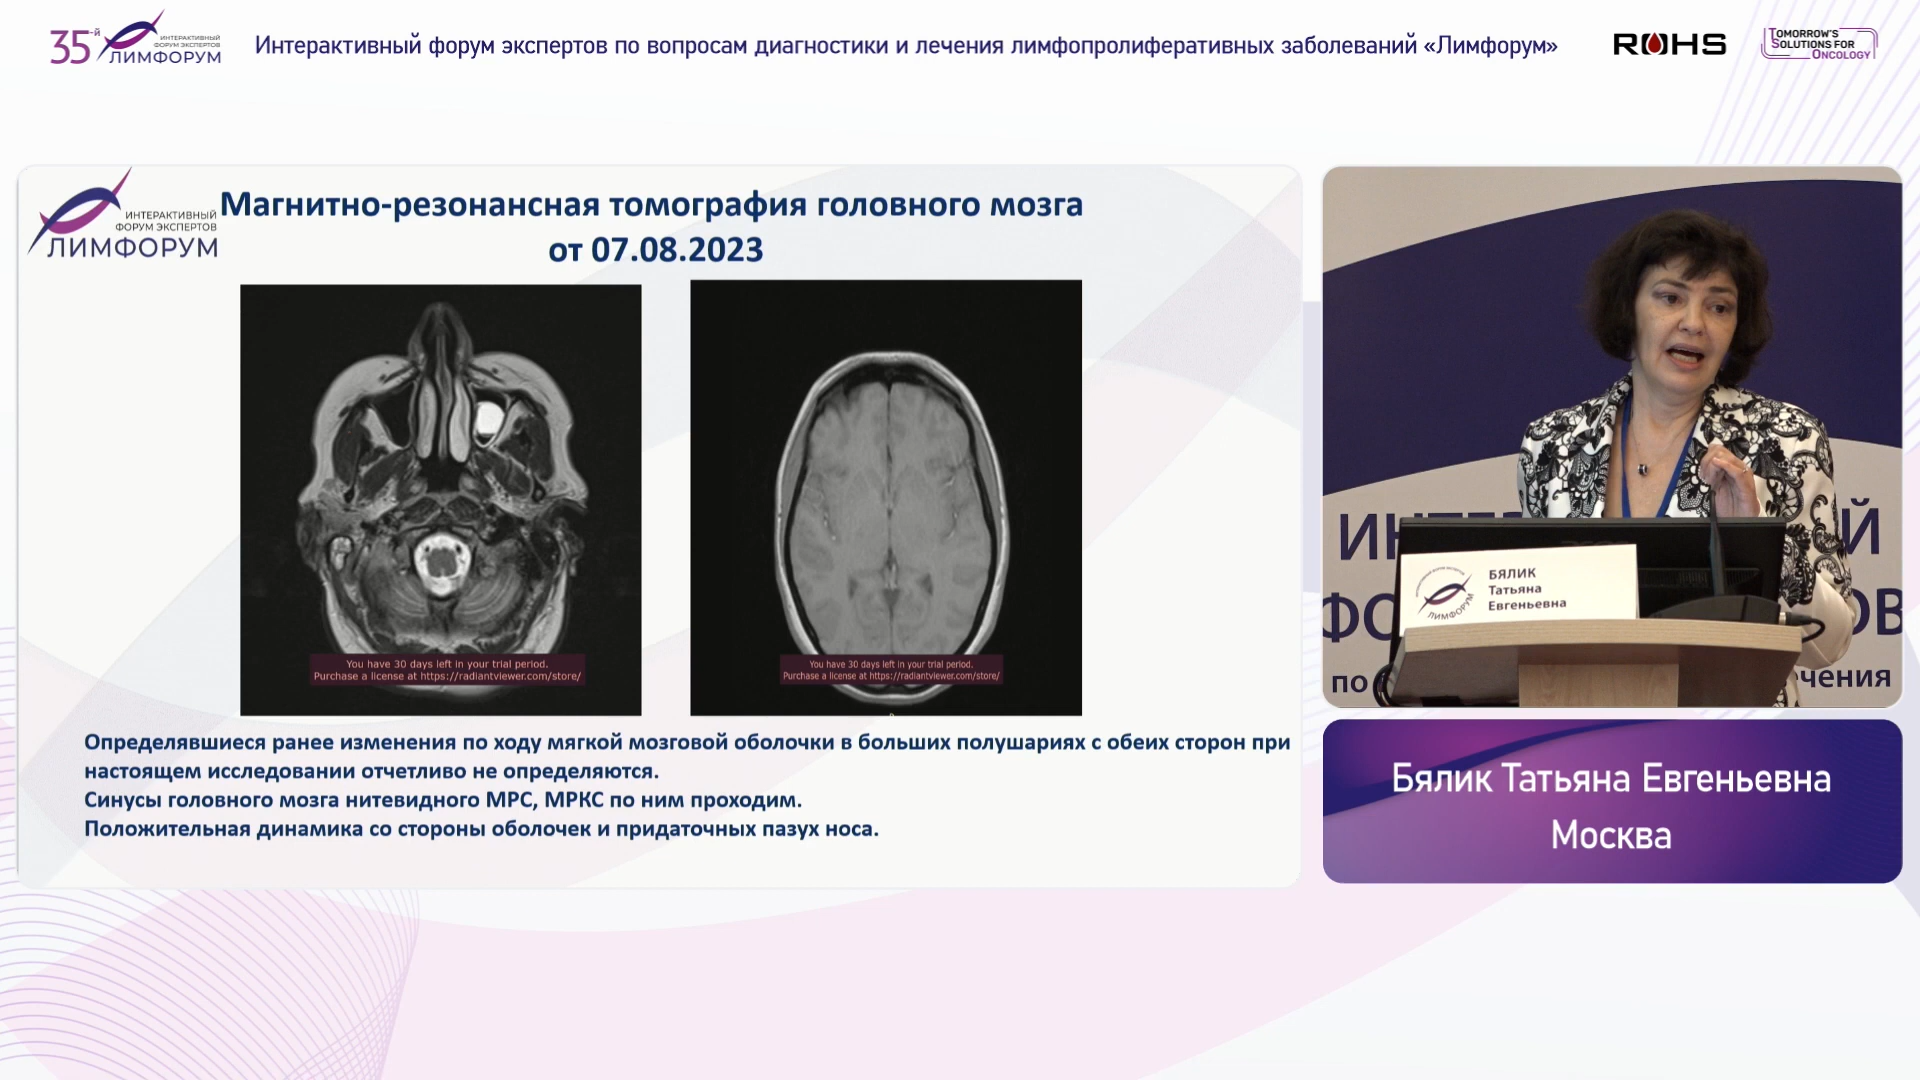 35-й
ИНТЕРАКТИВНЫЙ
ФОРУМ ЭКСПЕРТОВ
ЛИМФОРУМ
Интерактивный форум экспертов по вопросам диагностики и лечения лимфопролиферативных заболеваний «Лимфорум»
ROHS
TOMORROW'S
SOLUTIONS FOR
ONCOLOGY
ИНТЕРАКТИВНЫЙ
ФОРУМ ЭКСПЕРТОВ
ЛИМФОРУМ
Магнитно-резонансная томография головного мозга
от 07.08.2023
You have 30 days left in your trial period.
Purchase a license at https://radiantviewer.com/store/
You have 30 days left in your trial period.
Purchase a license at https://radiantviewer.com/store/
Определявшиеся ранее изменения по ходу мягкой мозговой оболочки в больших полушариях с обеих сторон при
настоящем исследовании отчетливо не определяются.
Синусы головного мозга нитевидного МРС, МРКС по ним проходим.
Положительная динамика со стороны оболочек и придаточных пазух носа.
БЯЛИК
Татьяна
Евгеньевна
ЛИМФОРУМ
по
чения
Бялик Татьяна Евгеньевна
Москва